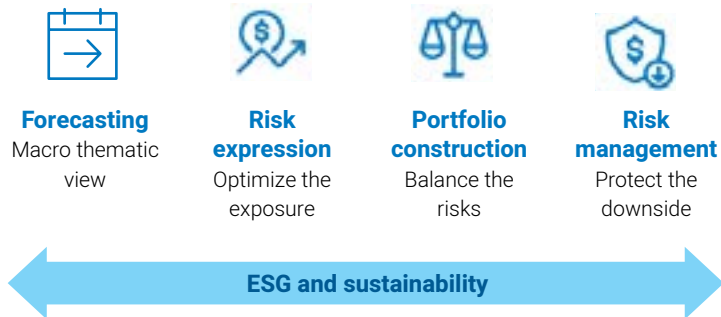 Forecasting
Macro thematic
view
Risk
expression
Optimize the
exposure
Portfolio
construction
Balance the
risks
Risk
management
Protect the
downside
ESG and sustainability